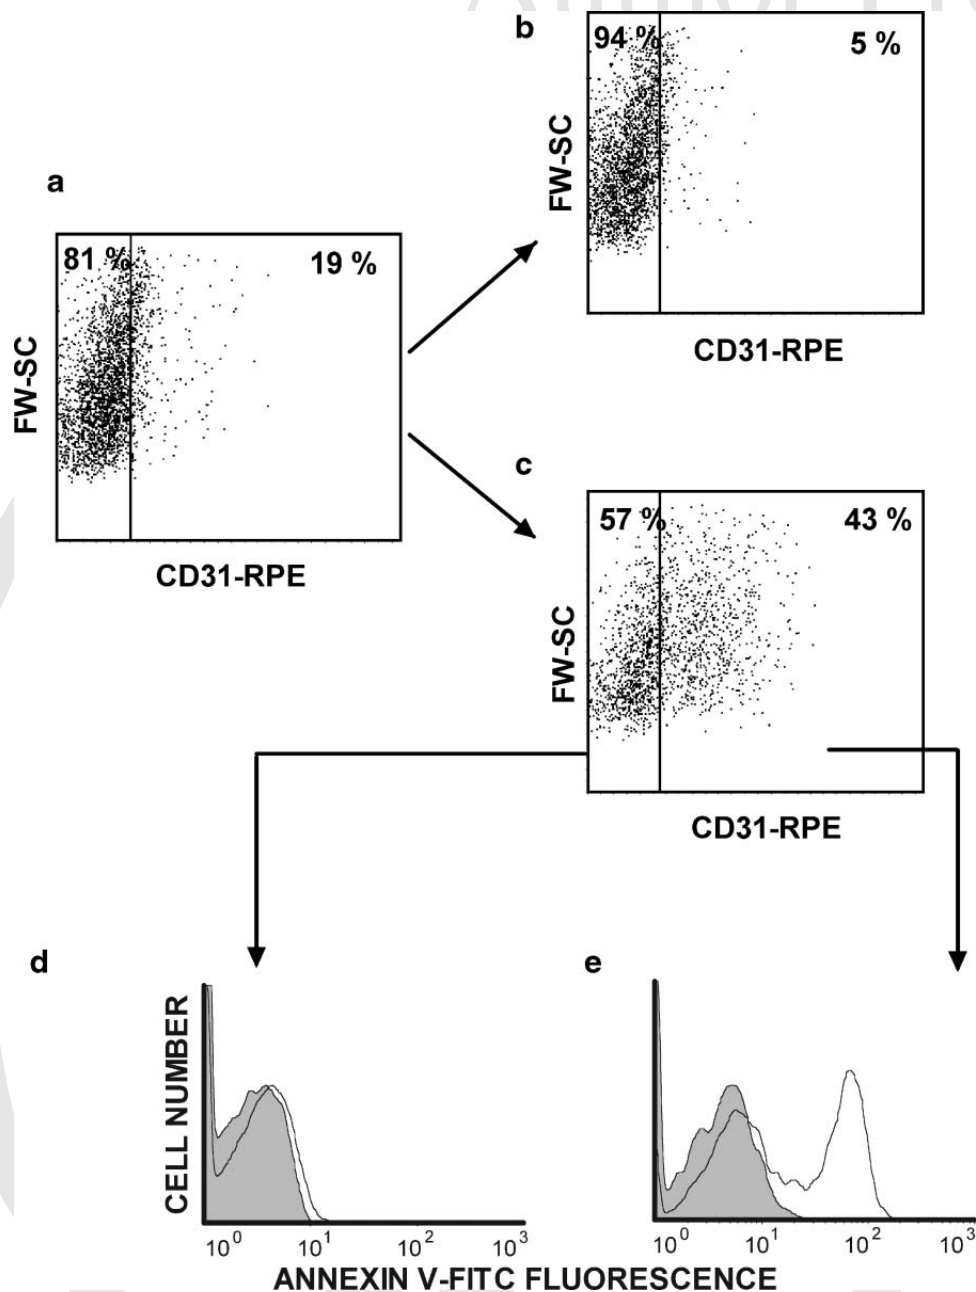 b
94 %
5 %
FW-SC
CD31-RPE
a
81 %
19 %
FW-SC
CD31-RPE
c
57 %
43 %
FW-SC
CD31-RPE
d
CELL NUMBER
10^0 10^1 10^2 10^3
e
10^0 10^1 10^2 10^3
ANNEXIN V-FITC FLUORESCENCE